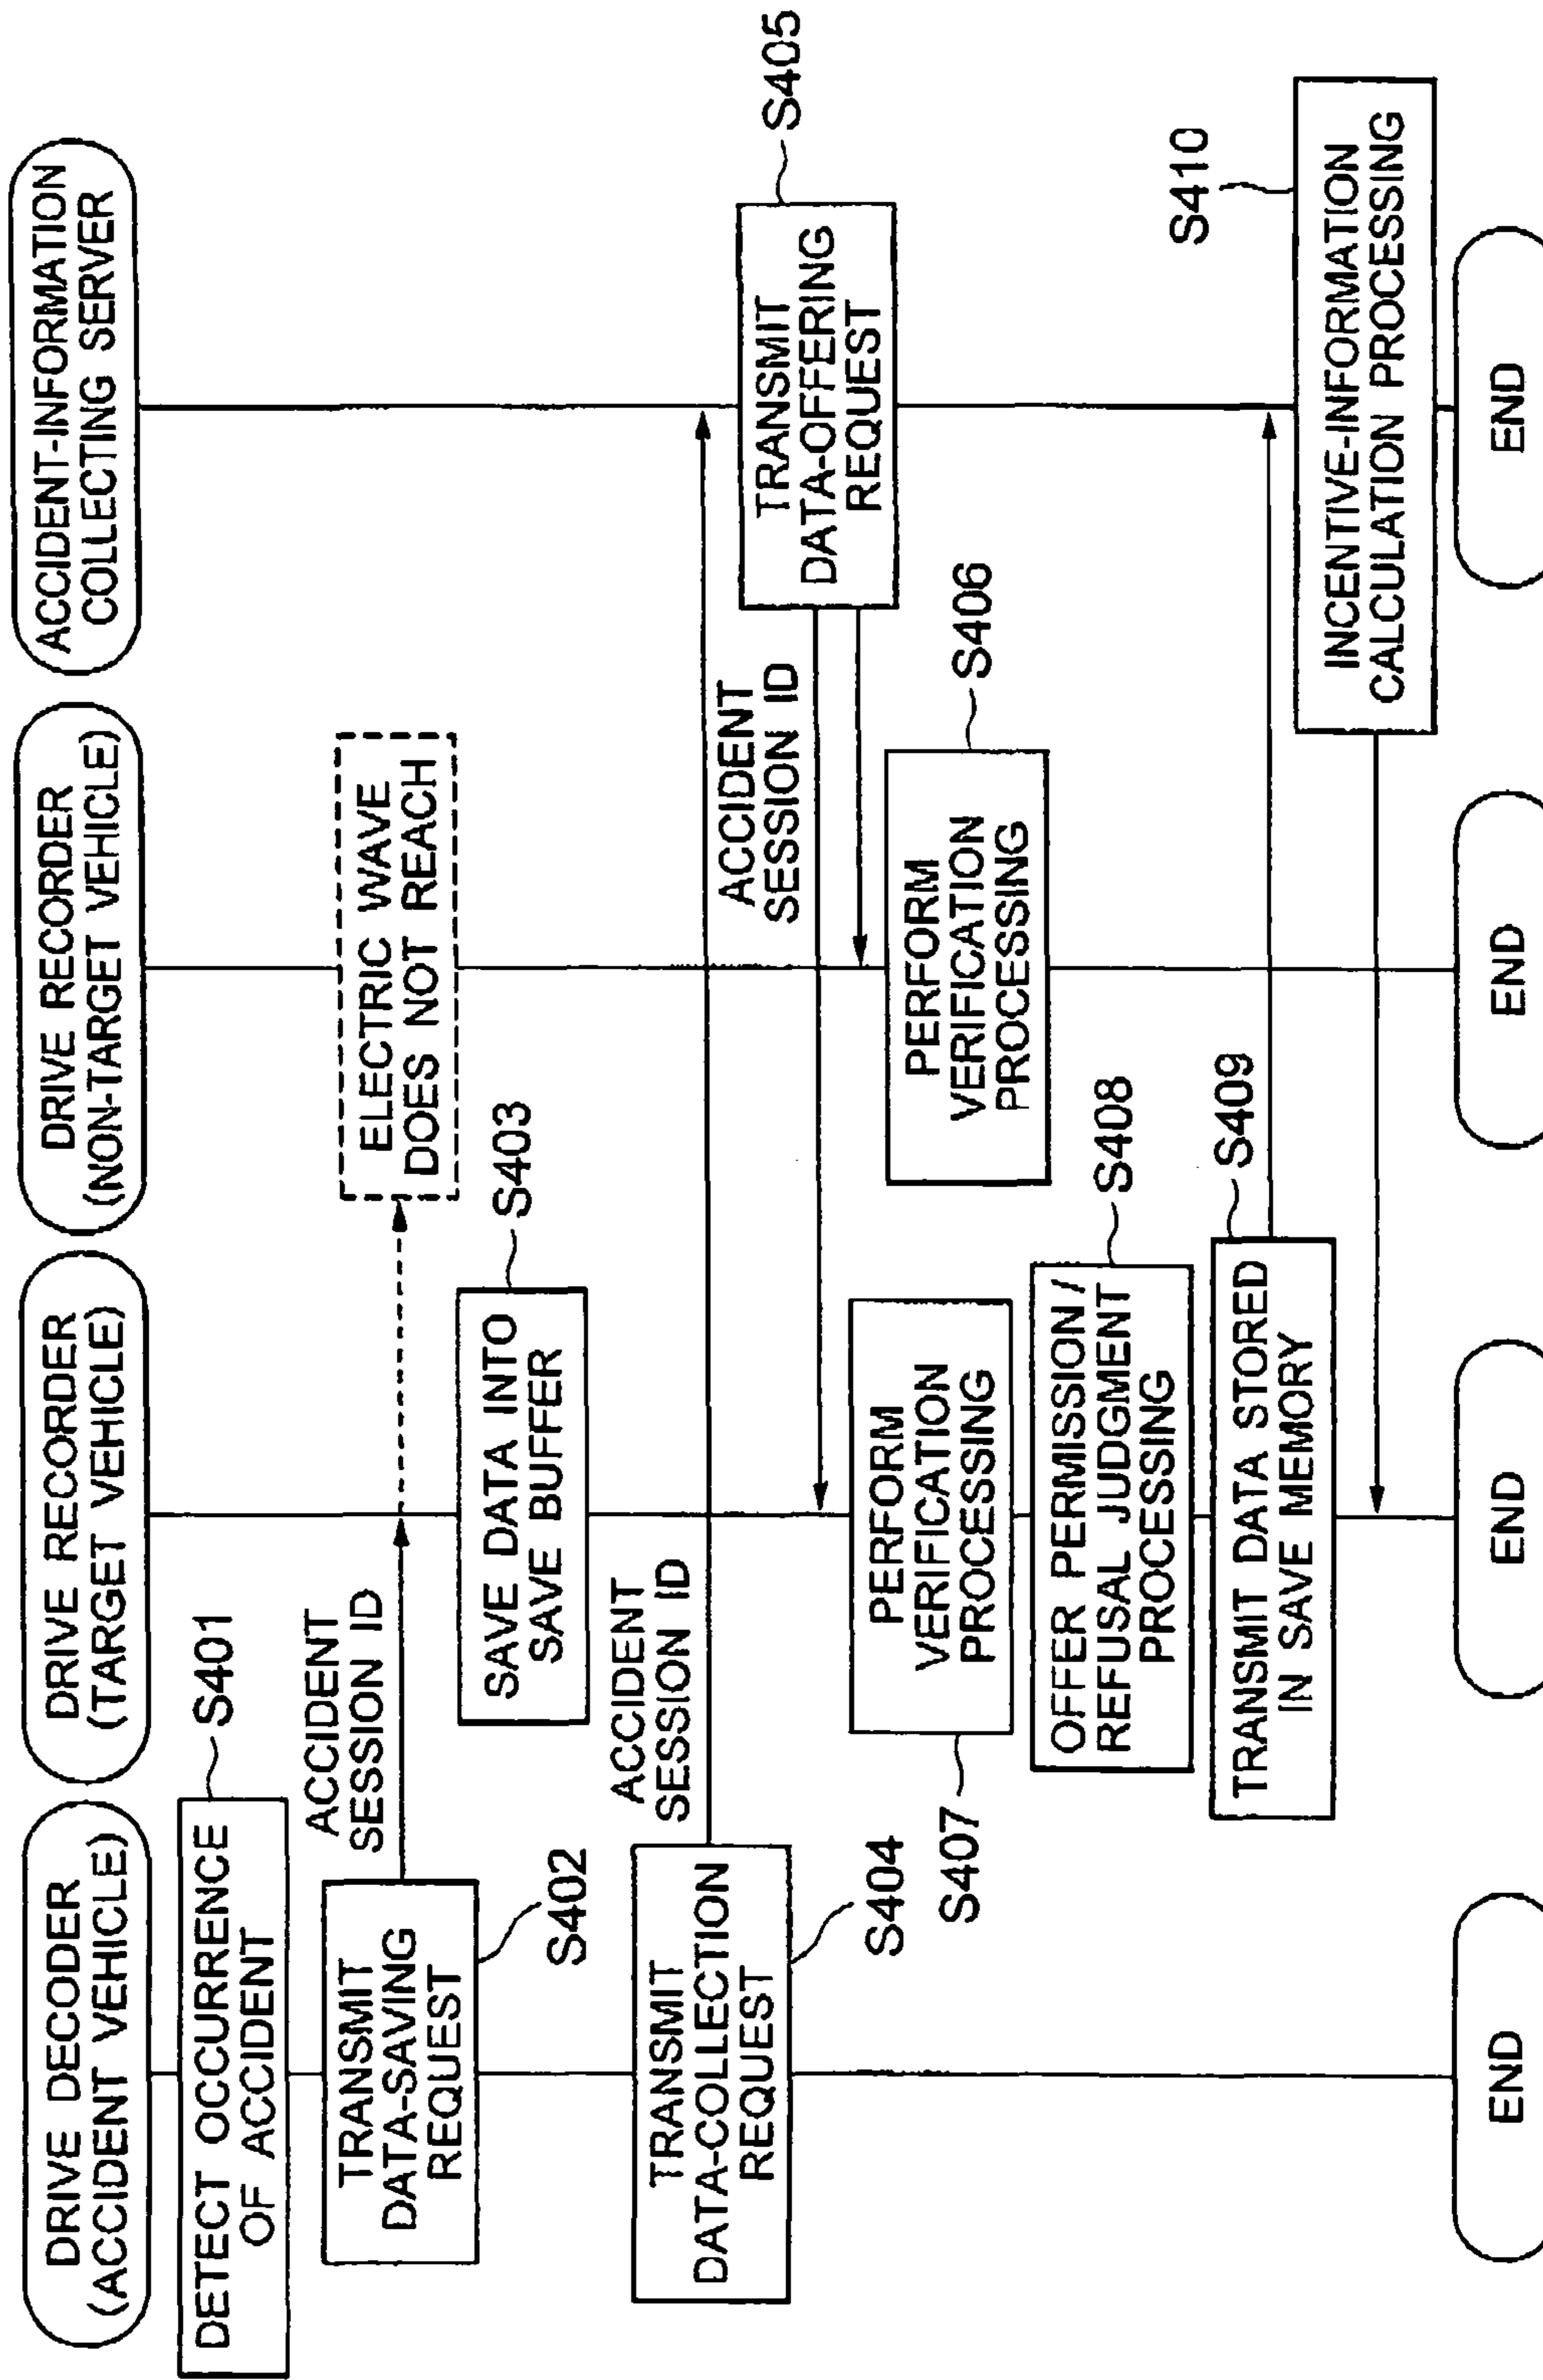 DRIVE DECODER
(ACCIDENT VEHICLE)
DRIVE RECORDER
(TARGET VEHICLE)
DRIVE RECORDER
(NON-TARGET VEHICLE)
ACCIDENT-INFORMATION
COLLECTING SERVER
DETECT OCCURRENCE
OF ACCIDENT
S401
TRANSMIT
DATA-SAVING
REQUEST
S402
ACCIDENT
SESSION ID
ELECTRIC WAVE
DOES NOT REACH
SAVE DATA INTO
SAVE BUFFER
S403
TRANSMIT
DATA-COLLECTION
REQUEST
S404
ACCIDENT
SESSION ID
TRANSMIT
DATA-OFFERING
REQUEST
S405
ACCIDENT
SESSION ID
PERFORM
VERIFICATION
PROCESSING
S406
PERFORM
VERIFICATION
PROCESSING
S407
OFFER PERMISSION /
REFUSAL JUDGMENT
PROCESSING
S408
TRANSMIT DATA STORED
IN SAVE MEMORY
S409
INCENTIVE-INFORMATION
CALCULATION PROCESSING
S410
END
END
END
END